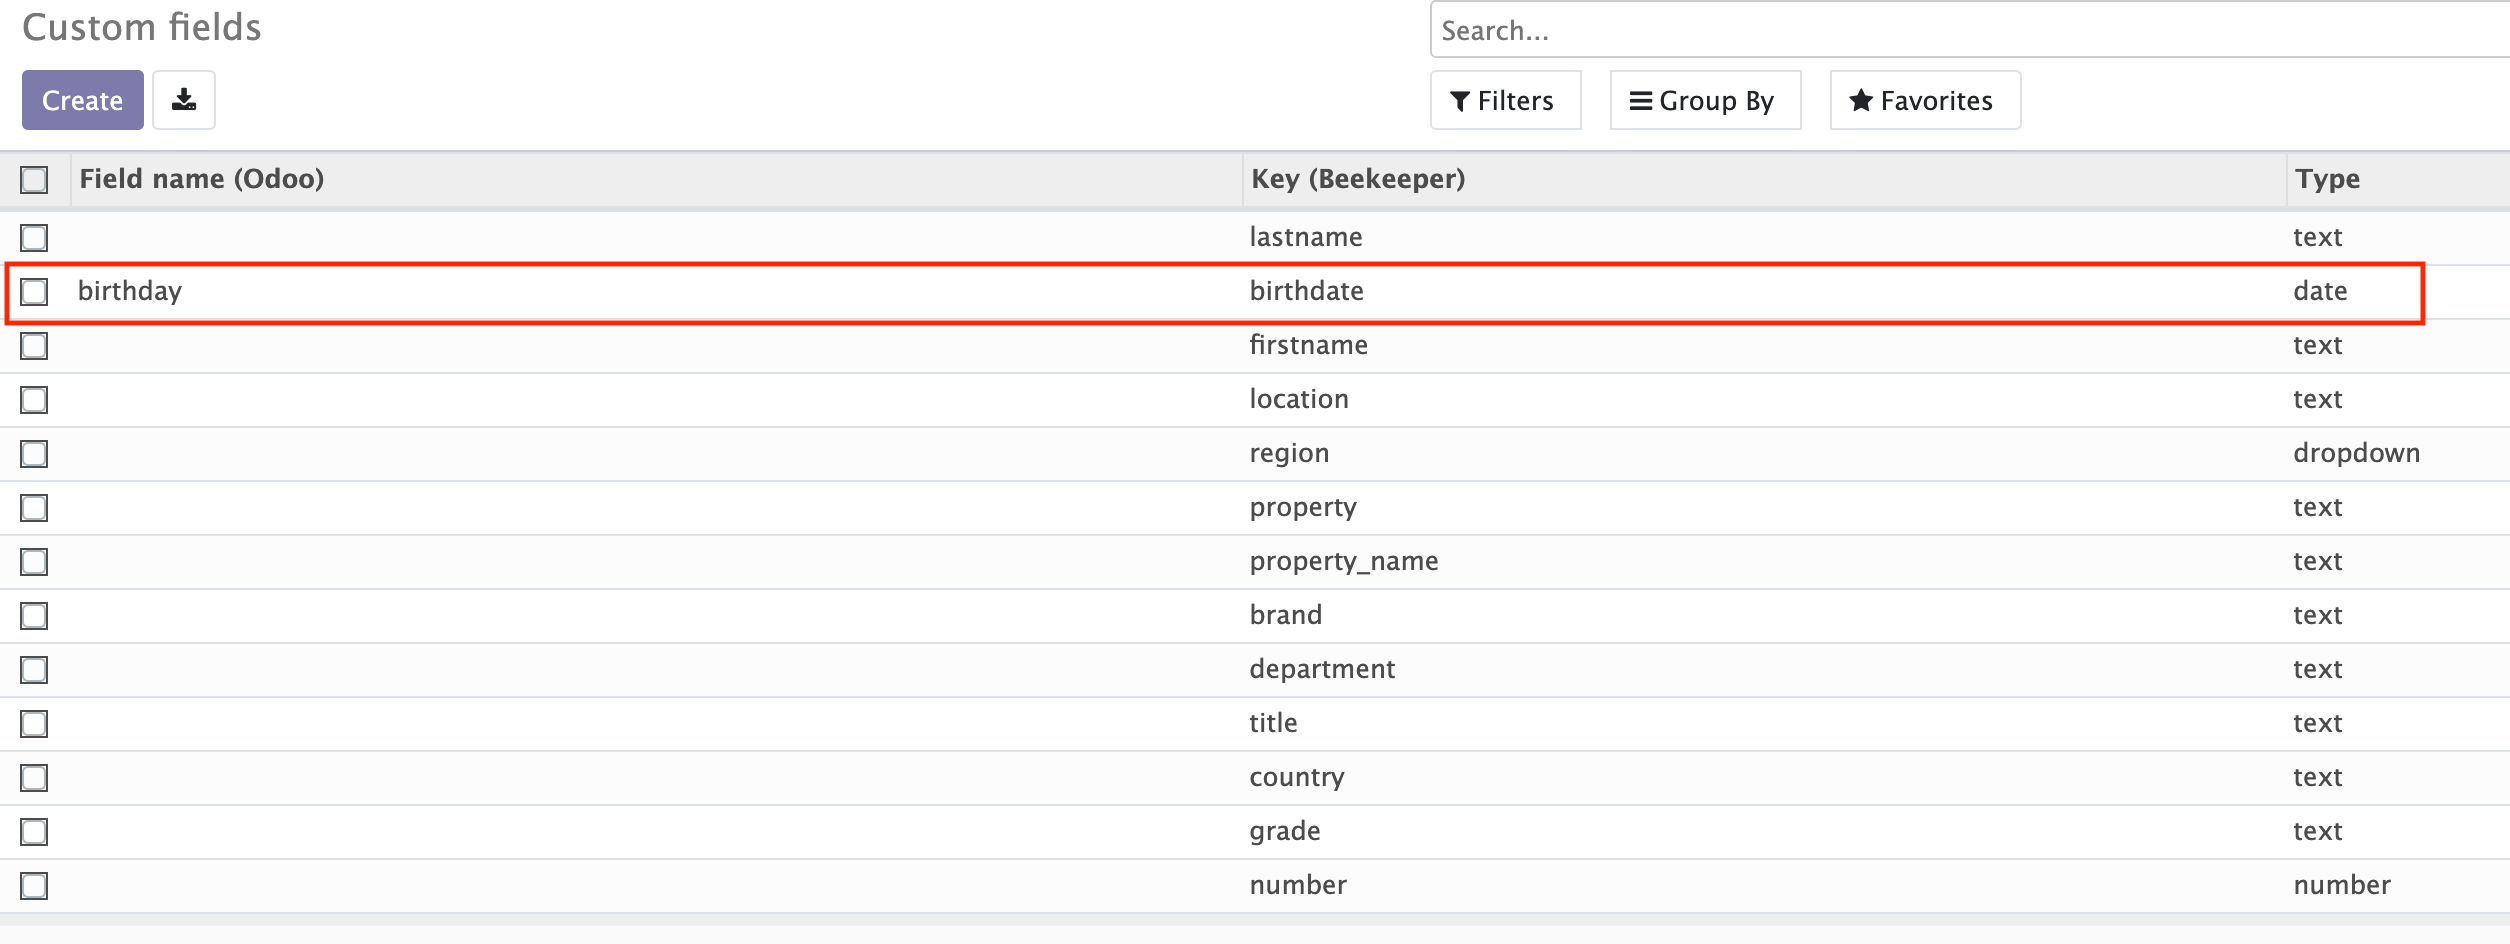 Custom fields
Search...
Create
Filters
Group By
Favorites
Field name (Odoo) Key (Beekeeper) Type
lastname text
birthday birthdate date
firstname text
location text
region dropdown
property text
property_name text
brand text
department text
title text
country text
grade text
number number